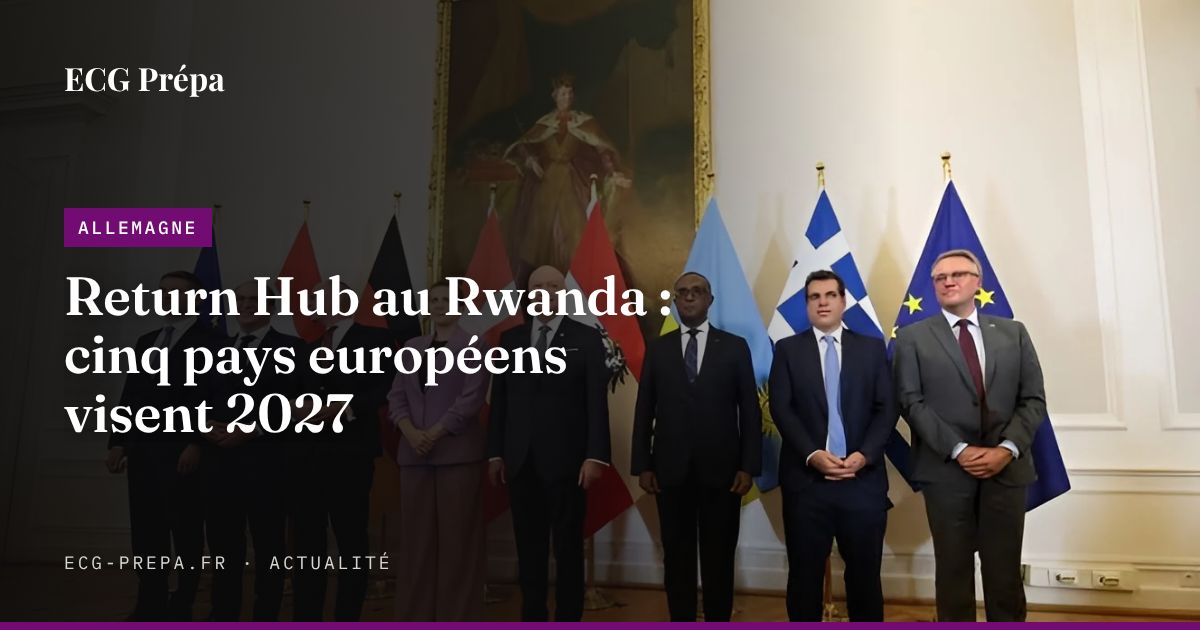 ECG Prépa
ALLEMAGNE
Return Hub au Rwanda :
cinq pays européens
visent 2027
ECG-PREPA.FR · ACTUALITÉ